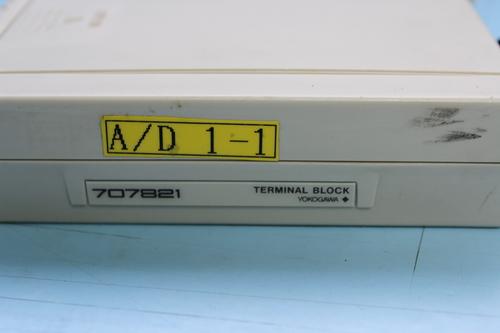 A/D 1-1
707821
TERMINAL BLOCK
YOKOGAWA